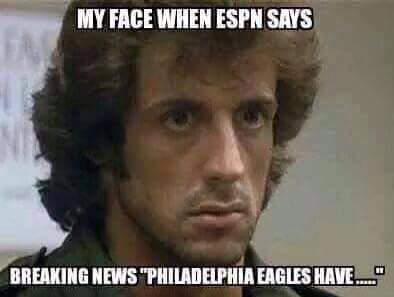 MY FACE WHEN ESPN SAYS
BREAKING NEWS "PHILADELPHIA EAGLES HAVE ....."